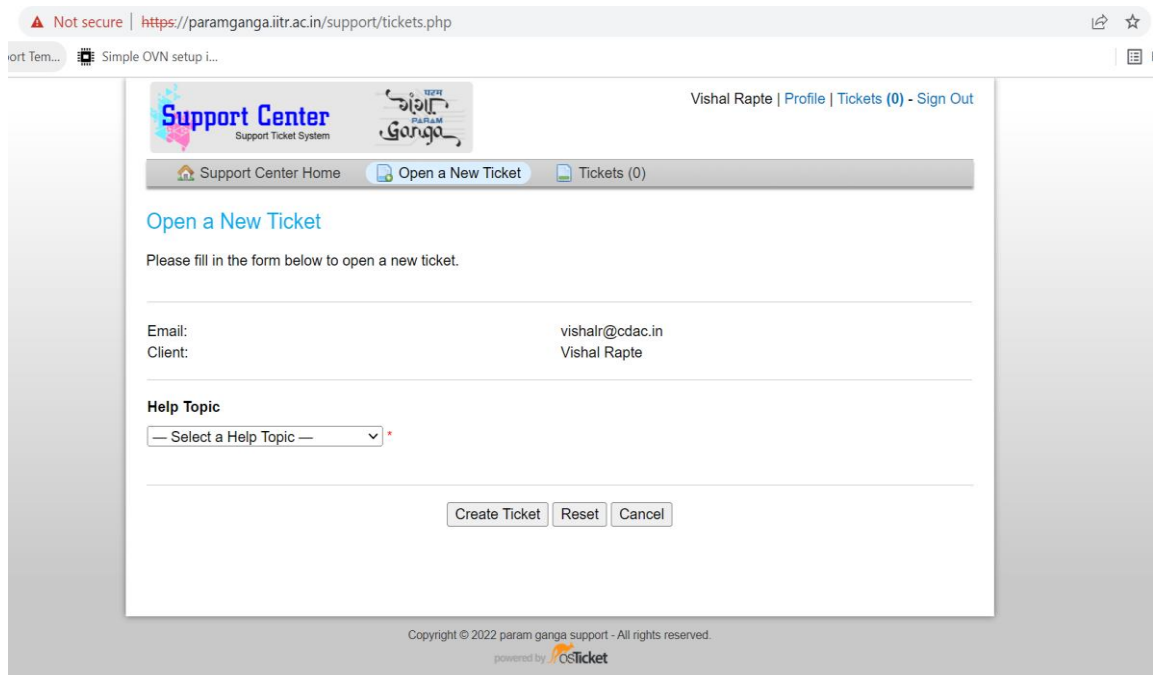 Not secure | https://paramganga.iitr.ac.in/support/tickets.php
ort Tem... Simple OVN setup i...
Support Center
Support Ticket System
परम
गंगा
PARAM
Ganga
Vishal Rapte | Profile | Tickets (0) - Sign Out
Support Center Home Open a New Ticket Tickets (0)
Open a New Ticket
Please fill in the form below to open a new ticket.
Email: vishalr@cdac.in
Client: Vishal Rapte
Help Topic
— Select a Help Topic — *
Create Ticket Reset Cancel
Copyright © 2022 param ganga support - All rights reserved.
powered by osTicket